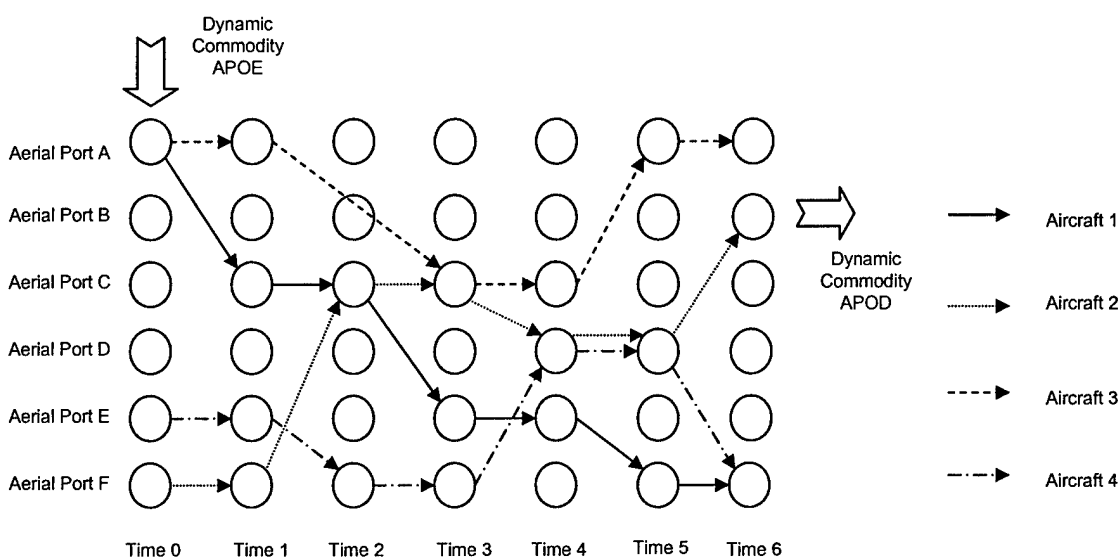 Dynamic
Commodity
APOE
Aerial Port A
Aerial Port B
Aerial Port C
Aerial Port D
Aerial Port E
Aerial Port F
Dynamic
Commodity
APOD
Aircraft 1
Aircraft 2
Aircraft 3
Aircraft 4
Time 0 Time 1 Time 2 Time 3 Time 4 Time 5 Time 6